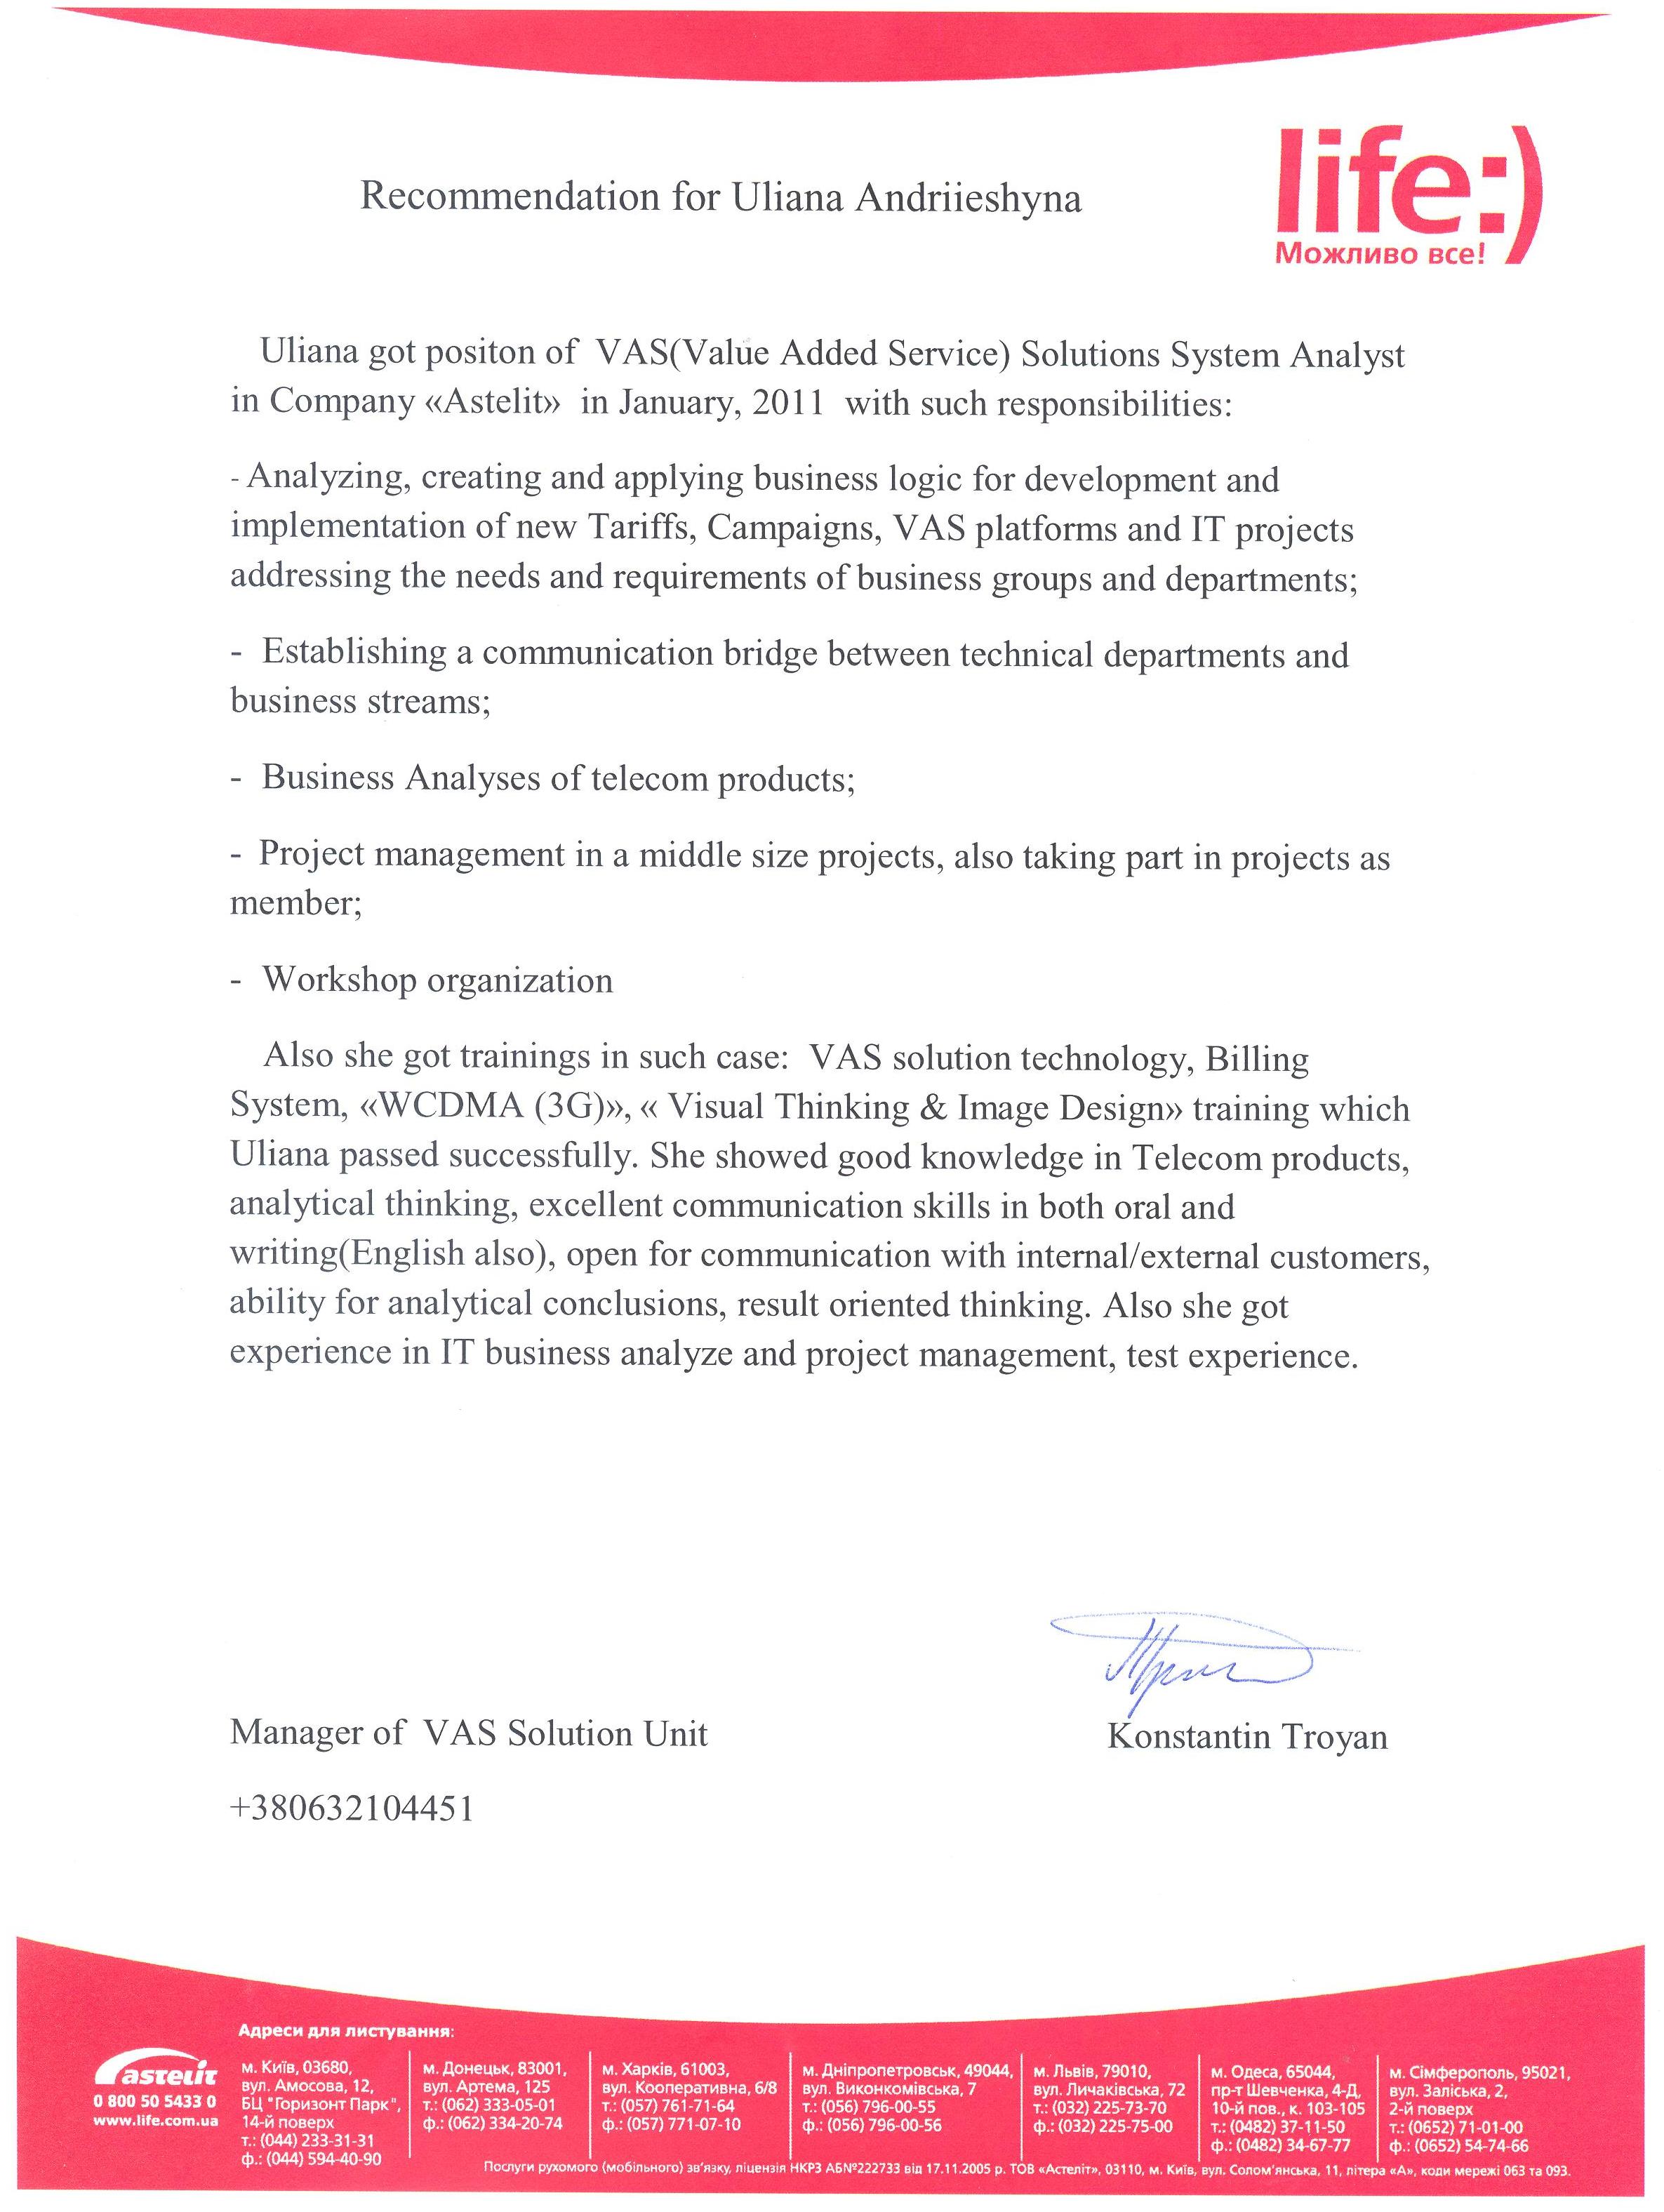 life:)
Можливо все!
Recommendation for Uliana Andriieshyna
Uliana got positon of VAS(Value Added Service) Solutions System Analyst
in Company «Astelit» in January, 2011 with such responsibilities:
- Analyzing, creating and applying business logic for development and
implementation of new Tariffs, Campaigns, VAS platforms and IT projects
addressing the needs and requirements of business groups and departments;
- Establishing a communication bridge between technical departments and
business streams;
- Business Analyses of telecom products;
- Project management in a middle size projects, also taking part in projects as
member;
- Workshop organization
Also she got trainings in such case: VAS solution technology, Billing
System, «WCDMA (3G)», « Visual Thinking & Image Design» training which
Uliana passed successfully. She showed good knowledge in Telecom products,
analytical thinking, excellent communication skills in both oral and
writing(English also), open for communication with internal/external customers,
ability for analytical conclusions, result oriented thinking. Also she got
experience in IT business analyze and project management, test experience.
Manager of VAS Solution Unit
Konstantin Troyan
+380632104451
Адреси для листування:
astelit
0 800 50 5433 0
www.life.com.ua
м. Київ, 03680,
вул. Амосова, 12,
БЦ "Горизонт Парк",
14-й поверх
т.: (044) 233-31-31
ф.: (044) 594-40-90
м. Донецьк, 83001,
вул. Артема, 125
т.: (062) 333-05-01
ф.: (062) 334-20-74
м. Харків, 61003,
вул. Кооперативна, 6/8
т.: (057) 761-71-64
ф.: (057) 771-07-10
м. Дніпропетровськ, 49044,
вул. Виконкомівська, 7
т.: (056) 796-00-55
ф.: (056) 796-00-56
м. Львів, 79010,
вул. Личаківська, 72
т.: (032) 225-73-70
ф.: (032) 225-75-00
м. Одеса, 65044,
пр-т Шевченка, 4-Д,
10-й пов., к. 103-105
т.: (0482) 37-11-50
ф.: (0482) 34-67-77
м. Сімферополь, 95021,
вул. Заліська, 2,
2-й поверх
т.: (0652) 71-01-00
ф.: (0652) 54-74-66
Послуги рухомого (мобільного) зв'язку, ліцензія НКРЗ АБ№222733 від 17.11.2005 р. ТОВ «Астеліт», 03110, м. Київ, вул. Солом'янська, 11, літера «А», коди мережі 063 та 093.